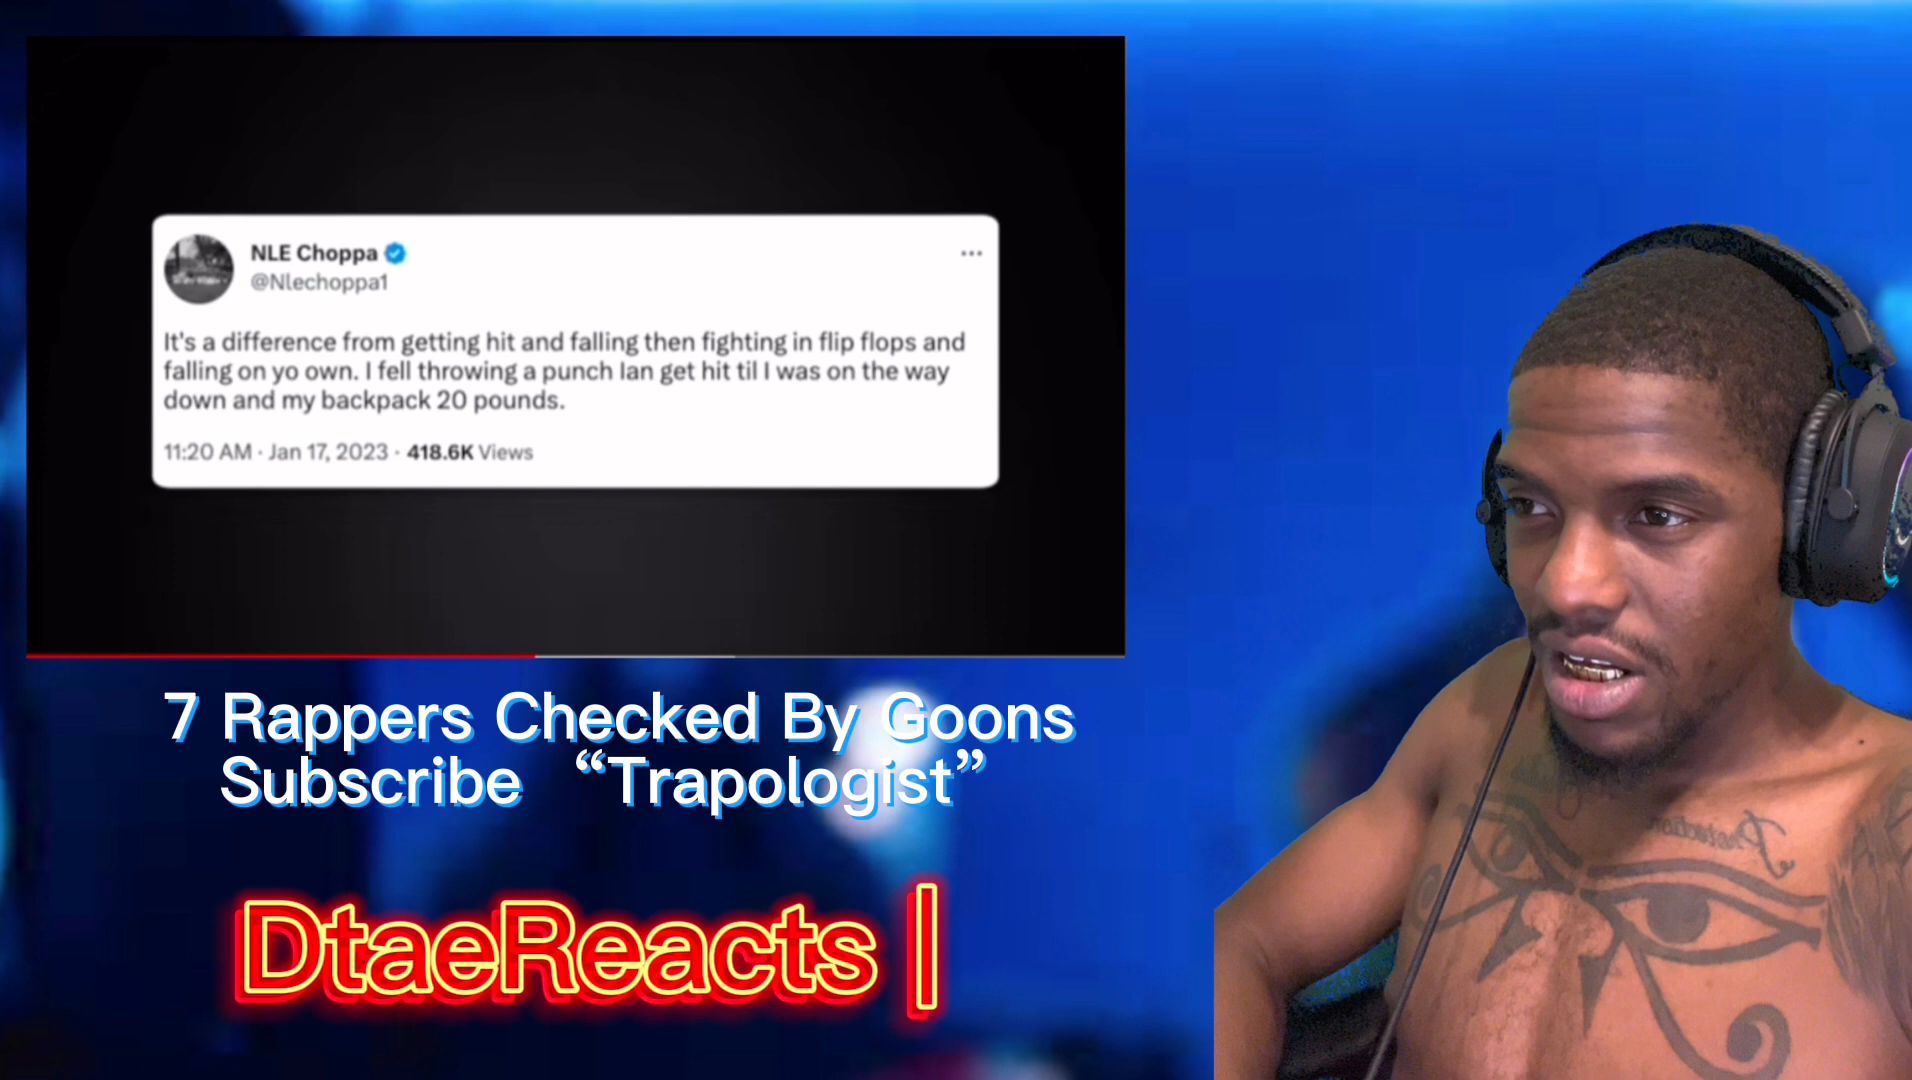 NLE Choppa
@Nlechoppa1
It's a difference from getting hit and falling then fighting in flip flops and
falling on yo own. I fell throwing a punch Ian get hit til I was on the way
down and my backpack 20 pounds.
11:20 AM · Jan 17, 2023 · 418.6K Views
7 Rappers Checked By Goons
Subscribe “Trapologist”
DtaeReacts |
Protection